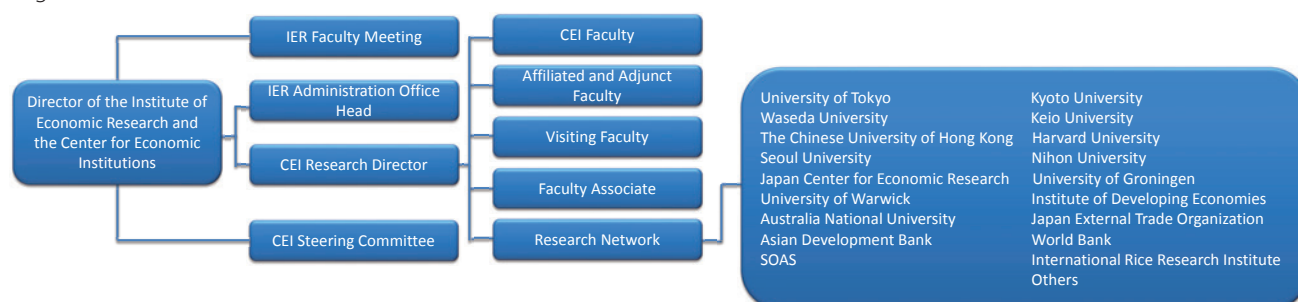 Director of the Institute of
Economic Research and
the Center for Economic
Institutions
IER Faculty Meeting
IER Administration Office
Head
CEI Research Director
CEI Steering Committee
CEI Faculty
Affiliated and Adjunct
Faculty
Visiting Faculty
Faculty Associate
Research Network
University of Tokyo
Waseda University
The Chinese University of Hong Kong
Seoul University
Japan Center for Economic Research
University of Warwick
Australia National University
Asian Development Bank
SOAS
Kyoto University
Keio University
Harvard University
Nihon University
University of Groningen
Institute of Developing Economies
Japan External Trade Organization
World Bank
International Rice Research Institute
Others